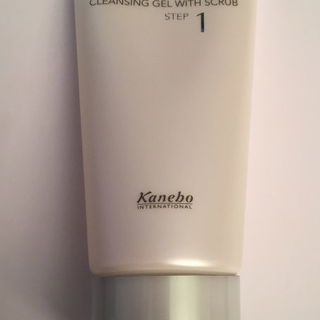 CLEANSING GEL WITH SCRUB
STEP 1
Kanebo
INTERNATIONAL